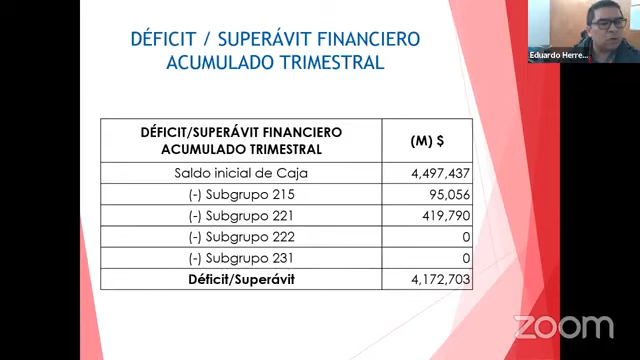 DÉFICIT / SUPERÁVIT FINANCIERO
ACUMULADO TRIMESTRAL
Eduardo Herre...
DÉFICIT/SUPERÁVIT FINANCIERO
ACUMULADO TRIMESTRAL
(M) $
Saldo inicial de Caja 4,497,437
(-) Subgrupo 215 95,056
(-) Subgrupo 221 419,790
(-) Subgrupo 222 0
(-) Subgrupo 231 0
Déficit/Superávit 4,172,703
zoom